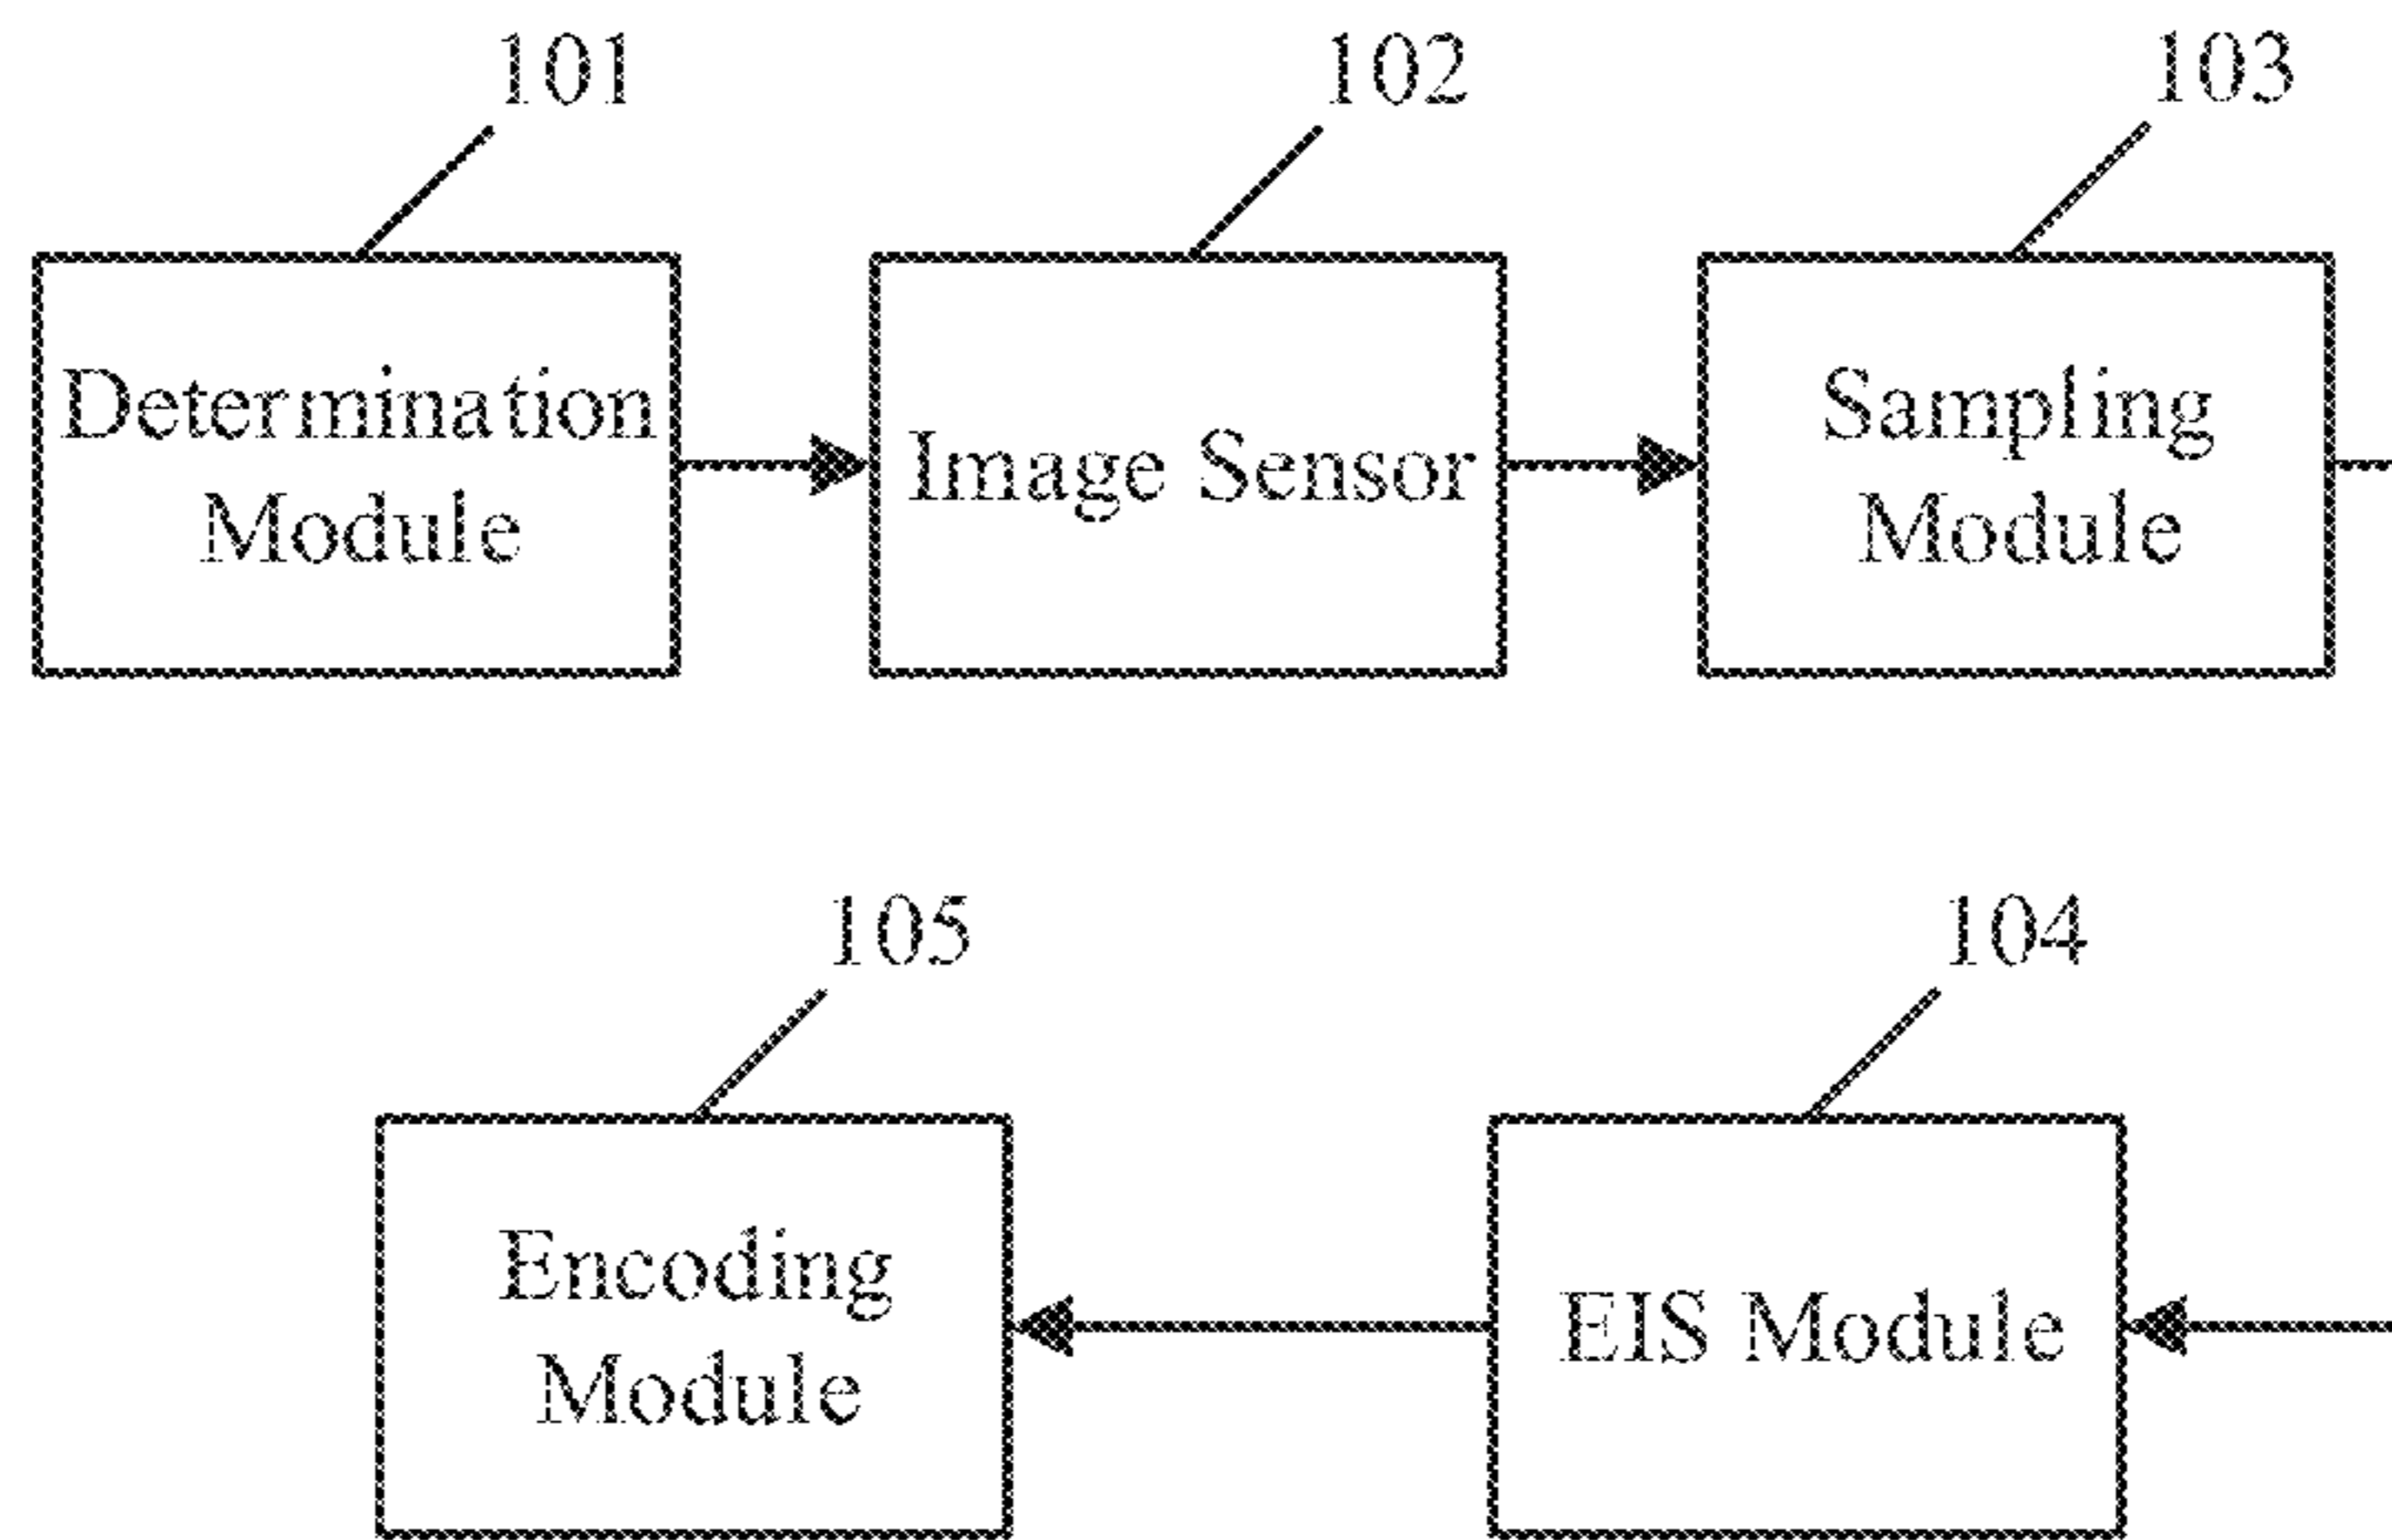 101
102
103
Determination
Module
Image Sensor
Sampling
Module
105
104
Encoding
Module
EIS Module